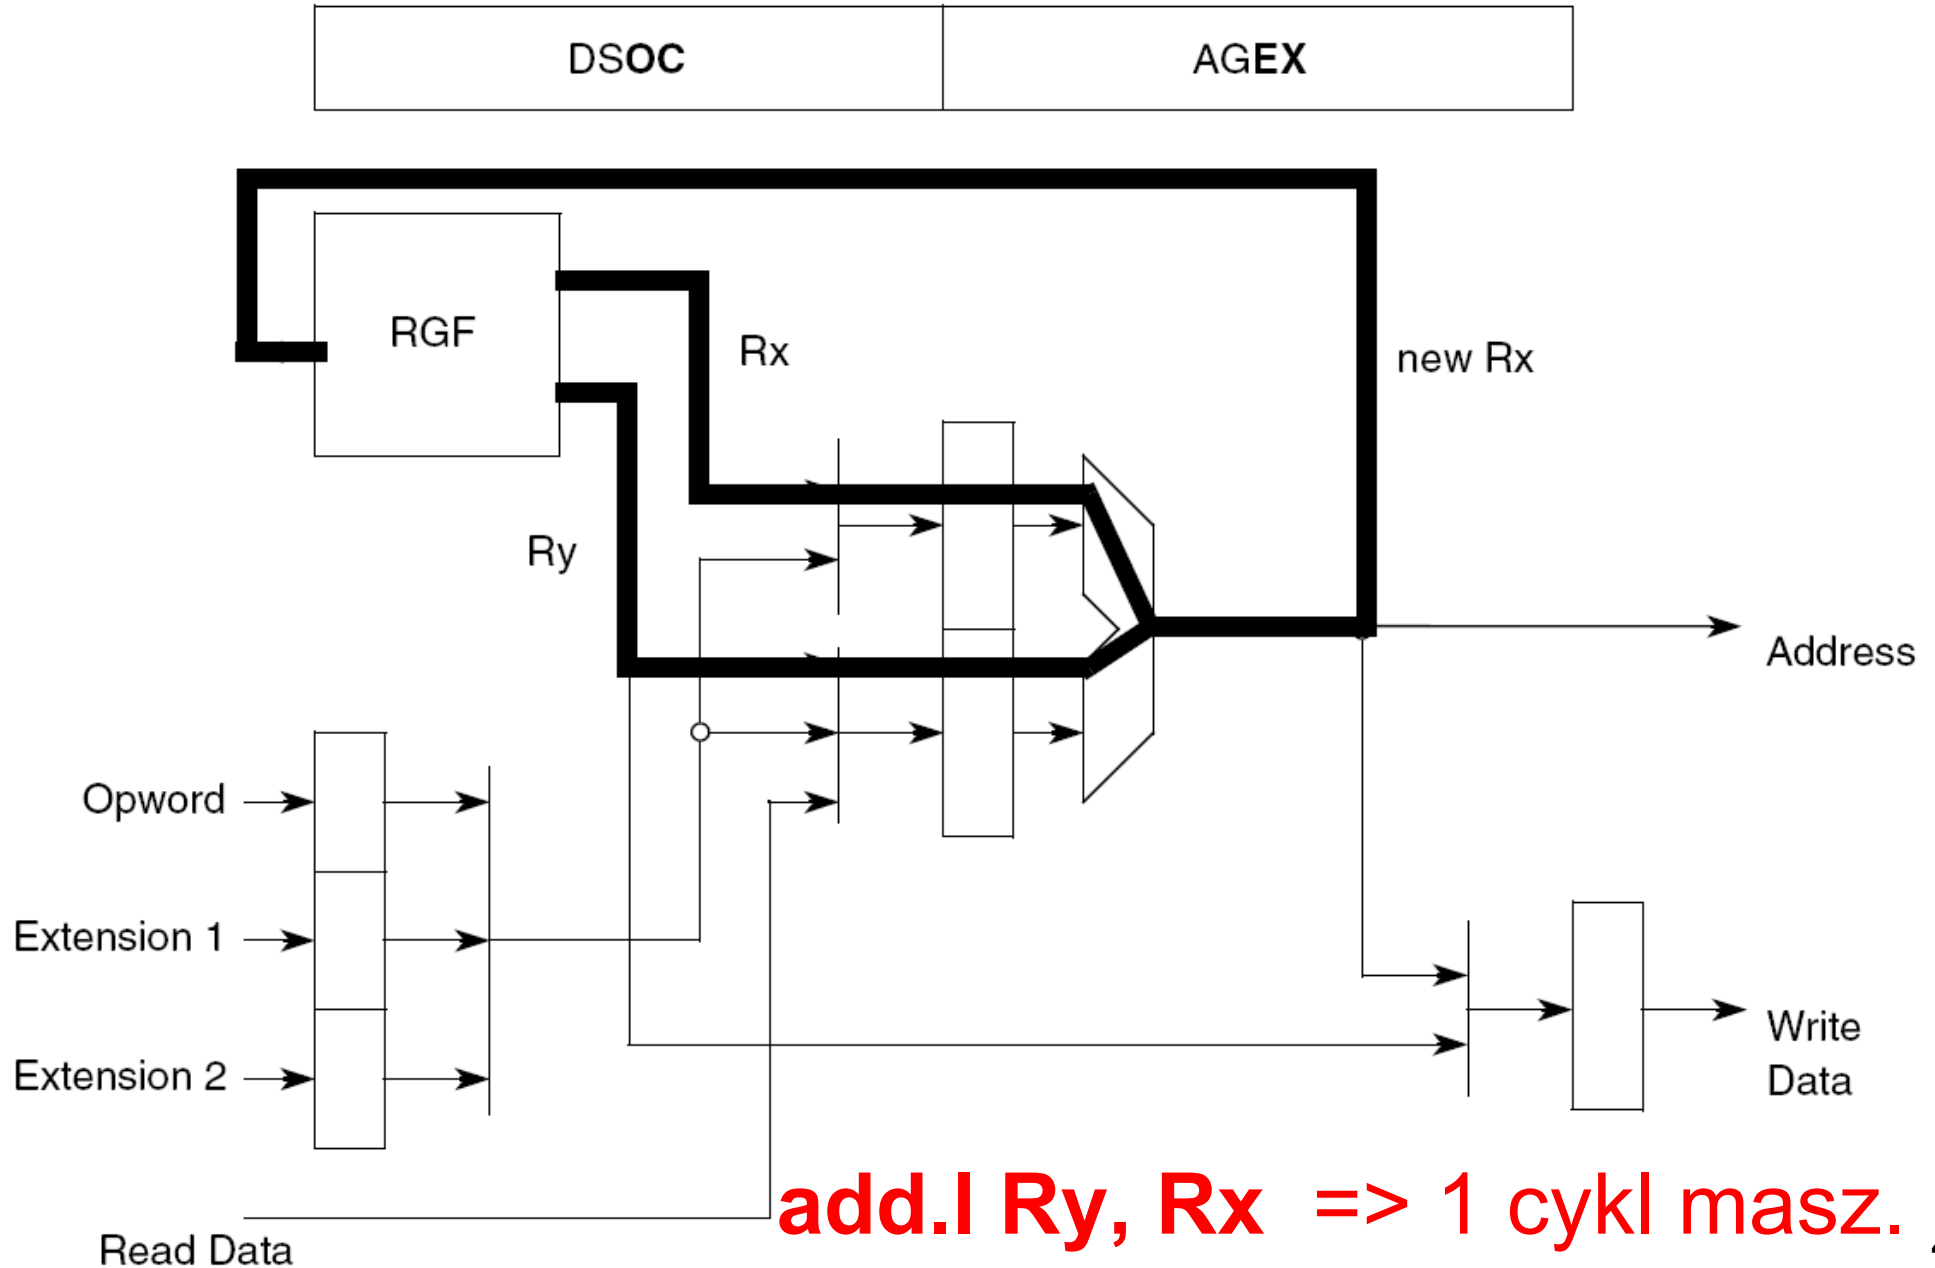 DSOC
AGEX
RGF
Rx
new Rx
Ry
Address
Opword
Extension 1
Extension 2
Write
Data
add.l Ry, Rx => 1 cykl masz.
Read Data